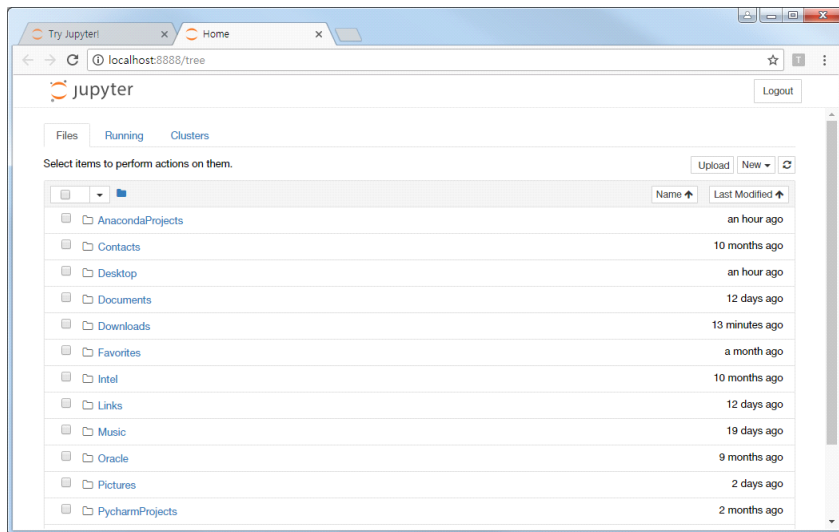 Try Jupyter!
Home
localhost:8888/tree
T
jupyter
Logout
Files Running Clusters
Select items to perform actions on them.
Upload New
Name Last Modified
AnacondaProjects an hour ago
Contacts 10 months ago
Desktop an hour ago
Documents 12 days ago
Downloads 13 minutes ago
Favorites a month ago
Intel 10 months ago
Links 12 days ago
Music 19 days ago
Oracle 9 months ago
Pictures 2 days ago
PycharmProjects 2 months ago